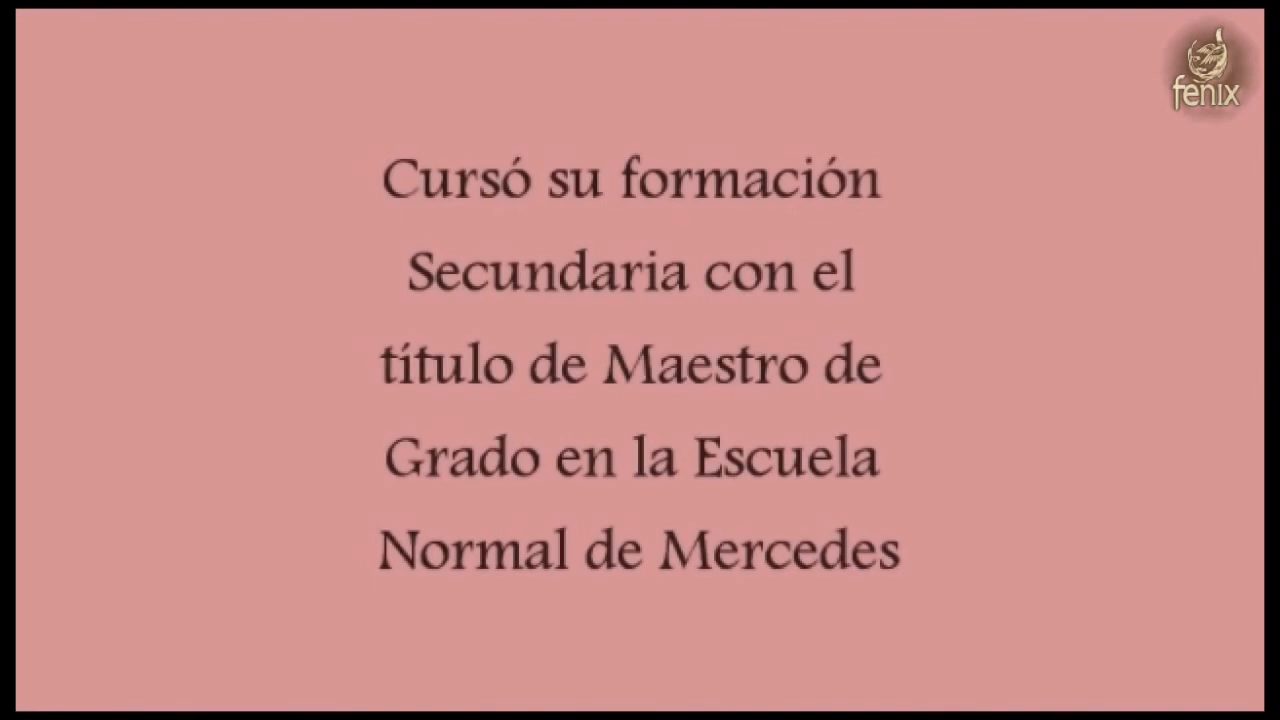 fenix
Cursó su formación
Secundaria con el
título de Maestro de
Grado en la Escuela
Normal de Mercedes